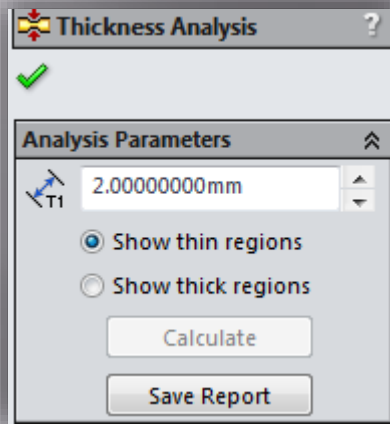 Thickness Analysis ?
Analysis Parameters
T1 2.00000000mm
Show thin regions
Show thick regions
Calculate
Save Report